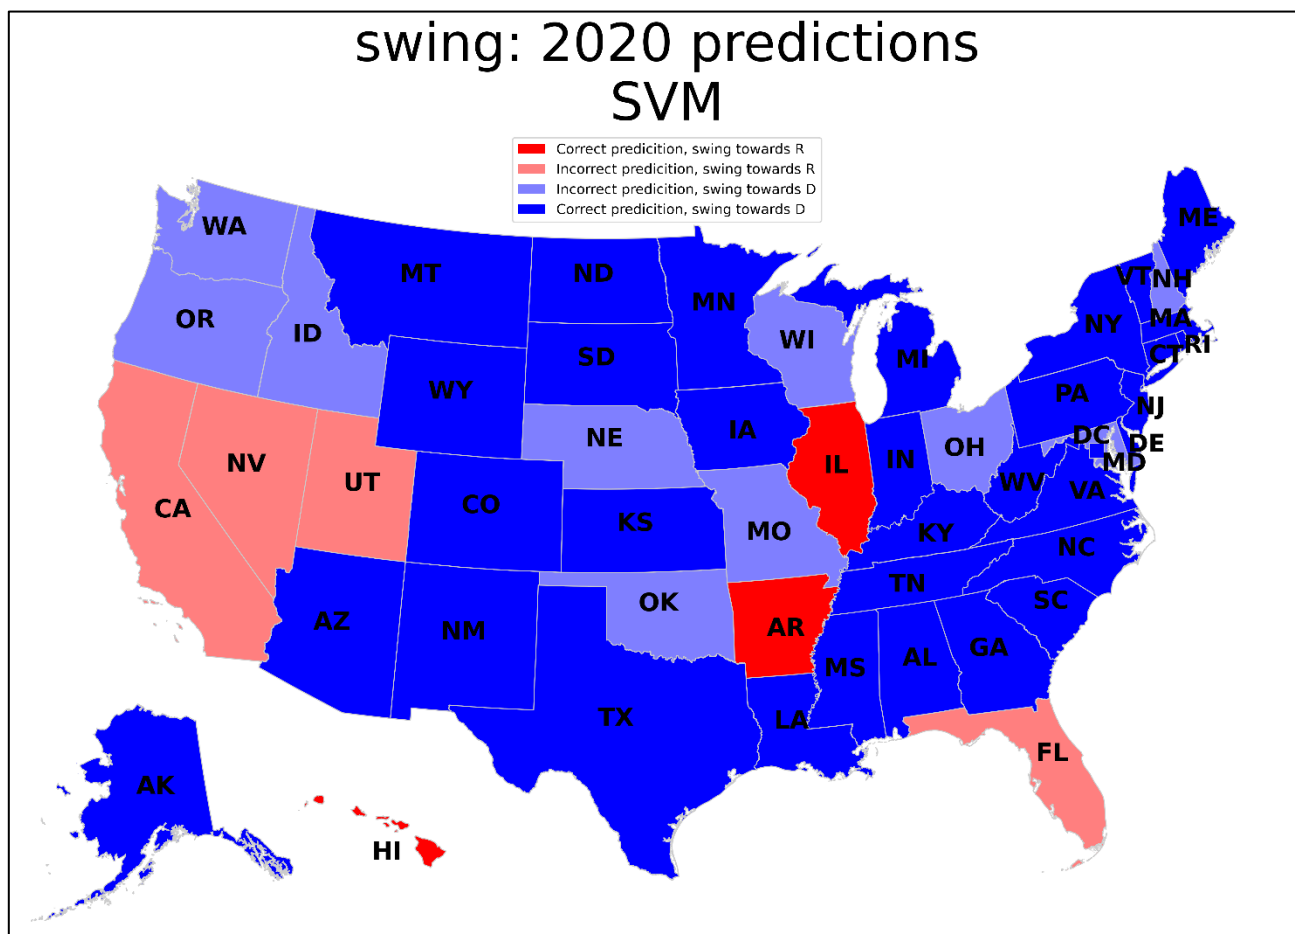 swing: 2020 predictions
SVM
Correct predicition, swing towards R
Incorrect predicition, swing towards R
Incorrect predicition, swing towards D
Correct predicition, swing towards D
WA
ME
MT
ND
VT
NH
MN
OR
ID
MA
NY
WI
RI
CT
SD
MI
WY
PA
NJ
IA
NE
DC
DE
OH
MD
NV
IN
IL
UT
WV
VA
CO
CA
KS
MO
KY
NC
TN
OK
SC
AZ
AR
NM
GA
AL
MS
TX
LA
FL
AK
HI